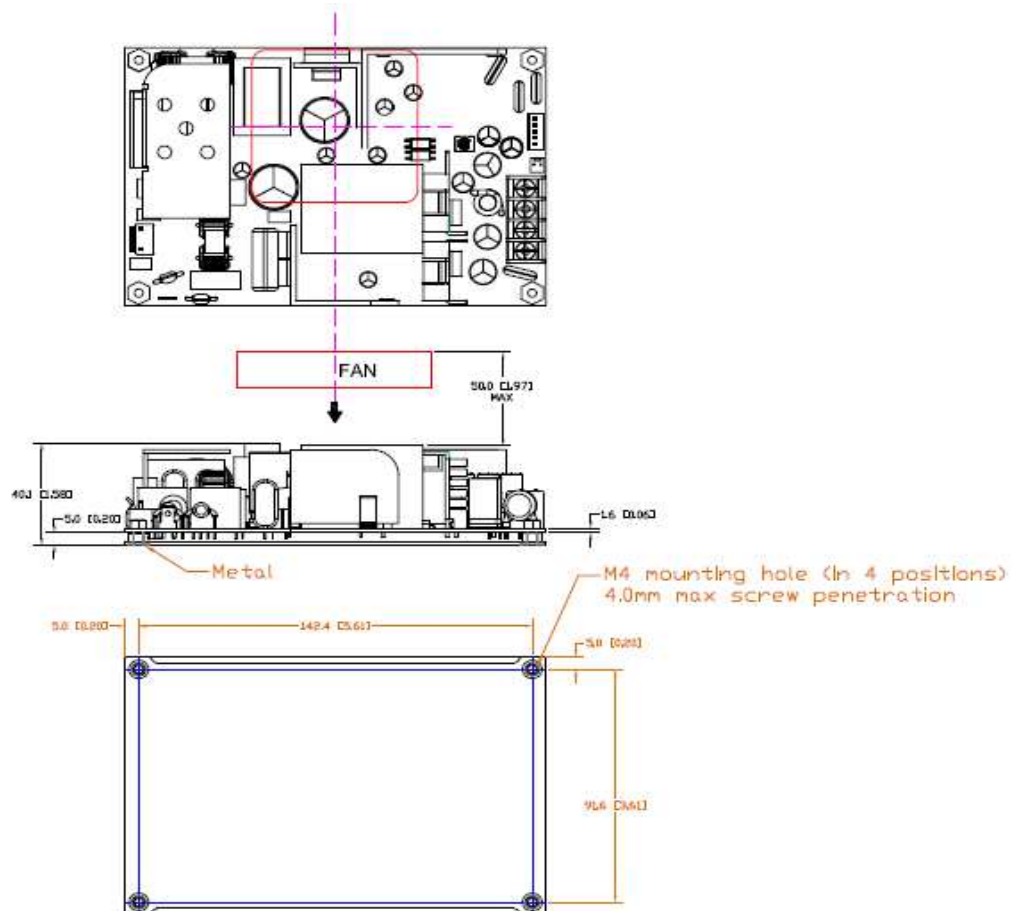 FAN
50.0 [1.97]
MAX
40.1 [1.58]
5.0 [0.20]
1.6 [0.06]
Metal
M4 mounting hole (in 4 positions)
4.0mm max screw penetration
5.0 [0.20]
142.4 [5.61]
5.0 [0.20]
91.6 [3.61]